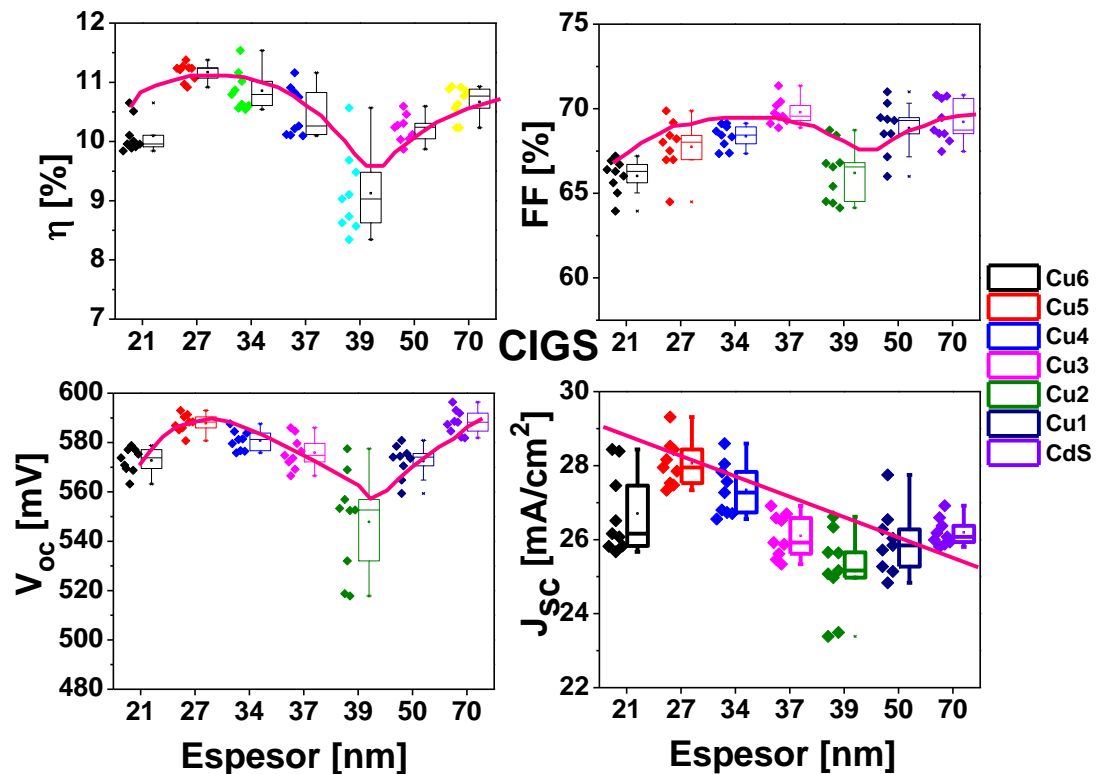 12
11
10
9
8
7
η [%]
21 27 34 37 39 50 70
75
70
65
60
FF [%]
21 27 34 37 39 50 70
CIGS
Cu6
Cu5
Cu4
Cu3
Cu2
Cu1
CdS
600
580
560
540
520
500
480
Voc [mV]
21 27 34 37 39 50 70
Espesor [nm]
30
28
26
24
22
Jsc [mA/cm²]
21 27 34 37 39 50 70
Espesor [nm]